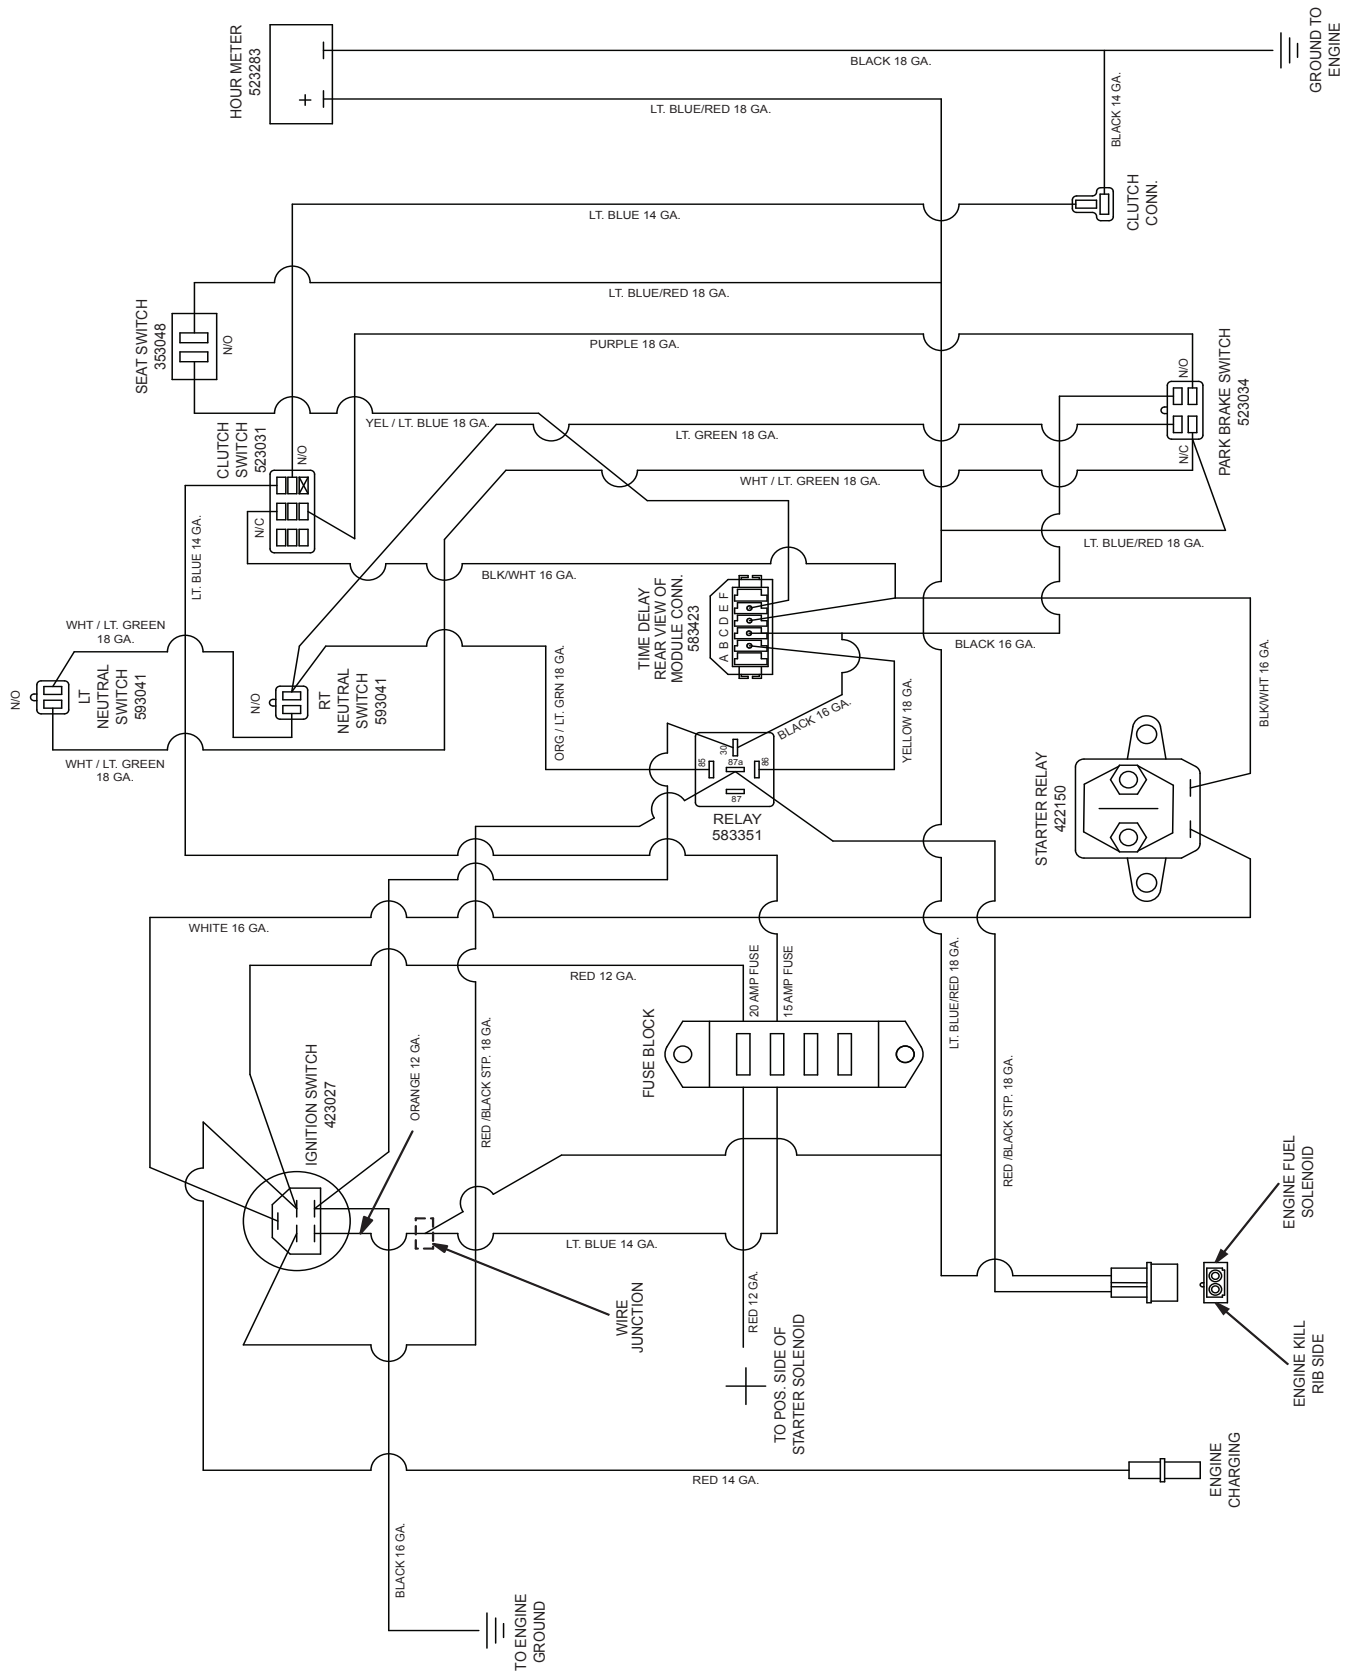 HOUR METER
523283
+
BLACK 18 GA.
GROUND TO
ENGINE
LT. BLUE/RED 18 GA.
BLACK 14 GA.
CLUTCH
CONN.
LT. BLUE 14 GA.
SEAT SWITCH
353048
N/O
LT. BLUE/RED 18 GA.
PURPLE 18 GA.
N/O
PARK BRAKE SWITCH
523034
N/C
YEL / LT. BLUE 18 GA.
CLUTCH
SWITCH
523031
N/O
N/C
LT. GREEN 18 GA.
WHT / LT. GREEN 18 GA.
LT. BLUE/RED 18 GA.
LT. BLUE 14 GA.
BLK/WHT 16 GA.
TIME DELAY
REAR VIEW OF
MODULE CONN.
583423
A B C D E F
BLACK 16 GA.
WHT / LT. GREEN
18 GA.
N/O
LT
NEUTRAL
SWITCH
593041
N/O
RT
NEUTRAL
SWITCH
593041
WHT / LT. GREEN
18 GA.
ORG / LT. GRN 18 GA.
BLACK 16 GA.
YELLOW 18 GA.
BLK/WHT 16 GA.
30
85
87a
86
87
RELAY
583351
STARTER RELAY
422150
WHITE 16 GA.
RED 12 GA.
20 AMP FUSE
15 AMP FUSE
FUSE BLOCK
LT. BLUE/RED 18 GA.
IGNITION SWITCH
423027
ORANGE 12 GA.
RED /BLACK STP. 18 GA.
RED /BLACK STP. 18 GA.
LT. BLUE 14 GA.
WIRE
JUNCTION
RED 12 GA.
TO POS. SIDE OF
STARTER SOLENOID
ENGINE FUEL
SOLENOID
ENGINE KILL
RIB SIDE
RED 14 GA.
ENGINE
CHARGING
BLACK 16 GA.
TO ENGINE
GROUND